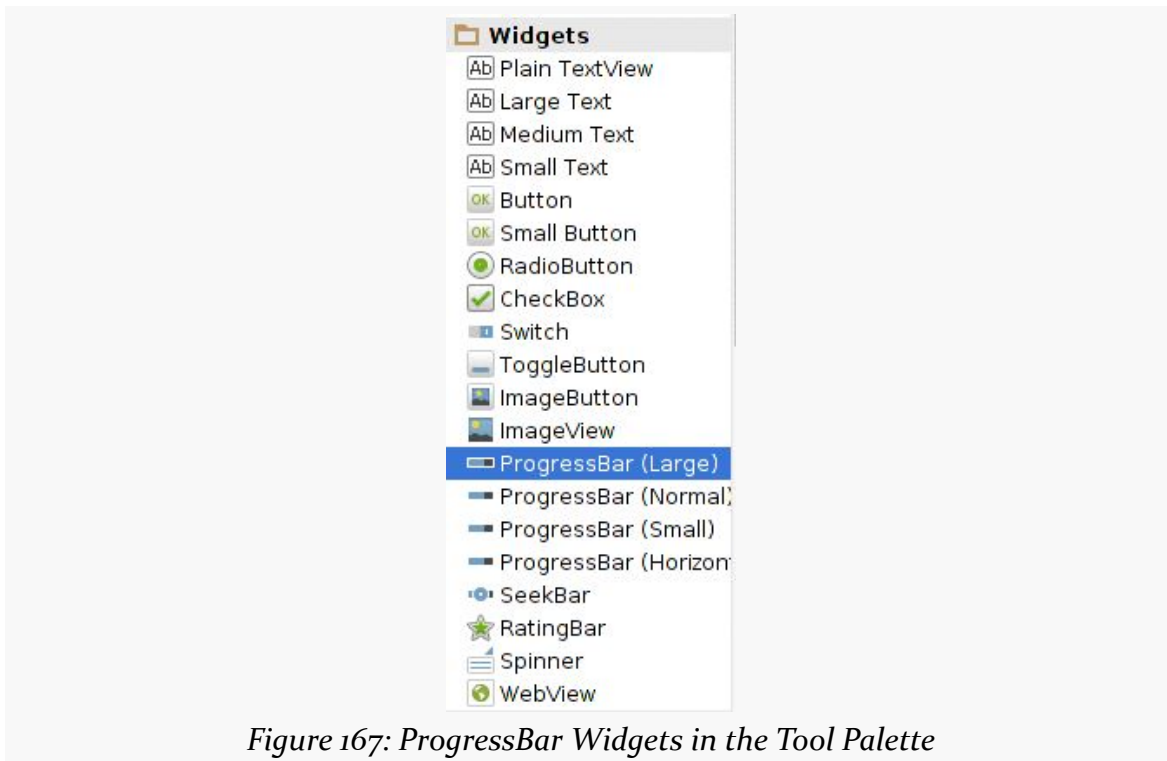 Widgets
Ab Plain TextView
Ab Large Text
Ab Medium Text
Ab Small Text
OK Button
OK Small Button
RadioButton
CheckBox
Switch
ToggleButton
ImageButton
ImageView
ProgressBar (Large)
ProgressBar (Normal)
ProgressBar (Small)
ProgressBar (Horizon
SeekBar
RatingBar
Spinner
WebView
Figure 167: ProgressBar Widgets in the Tool Palette